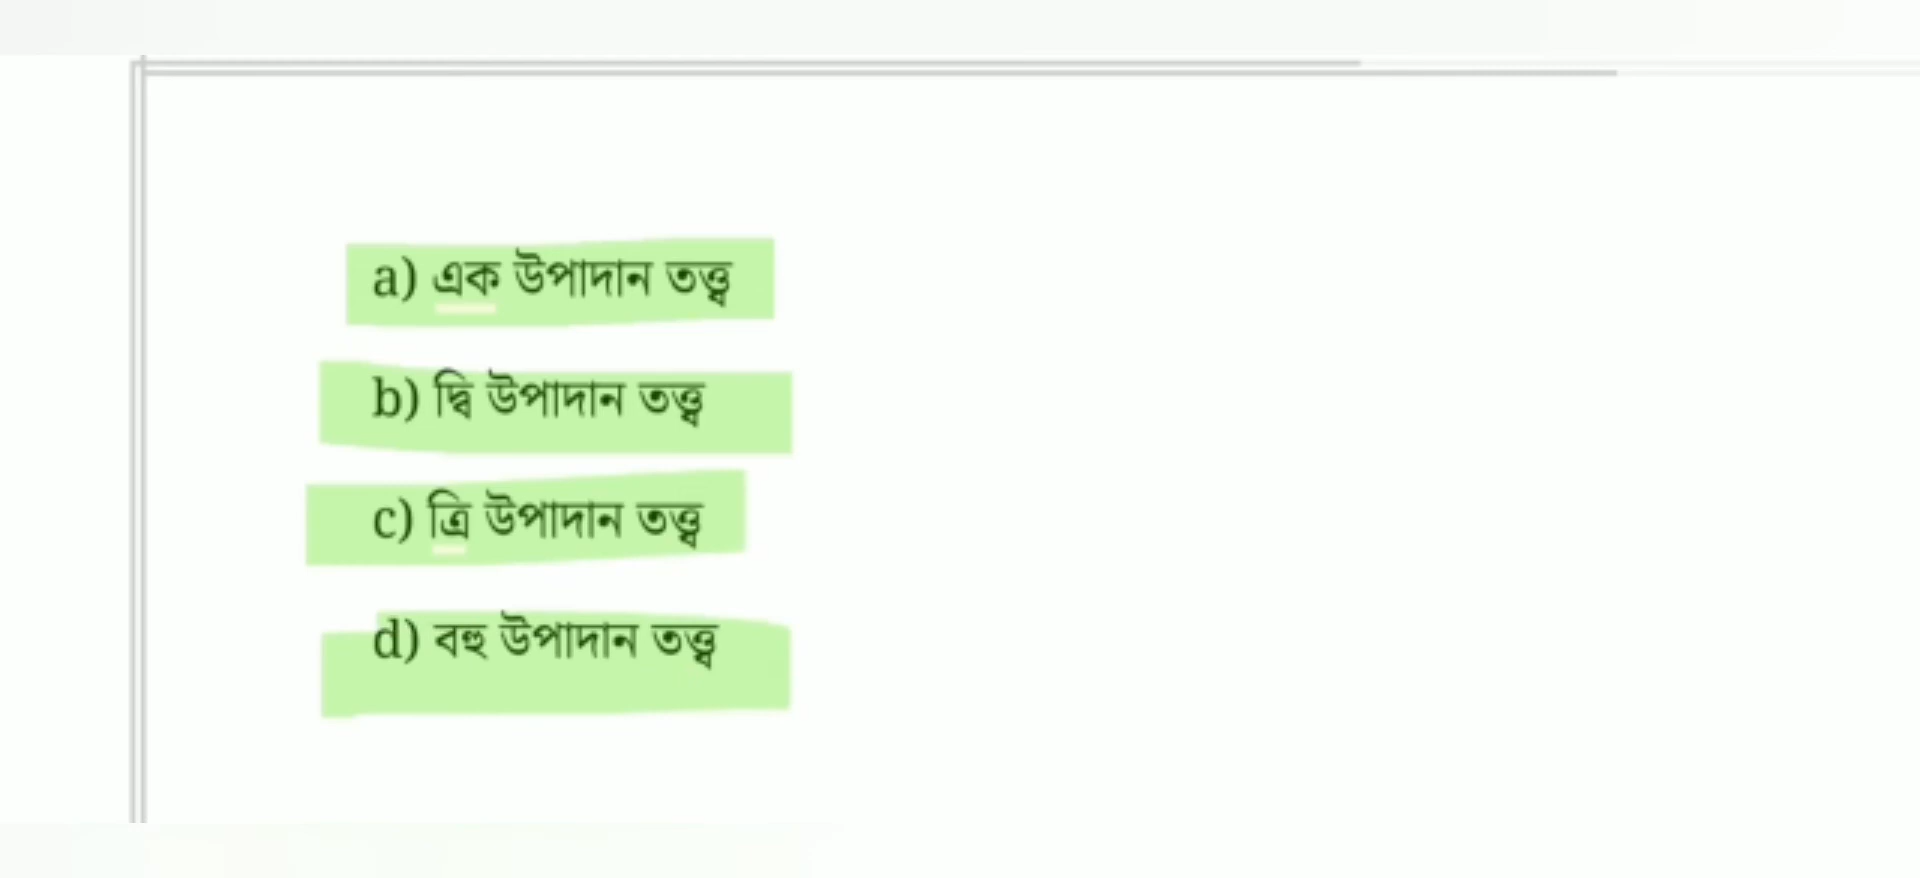 a) এক উপাদান তত্ত্ব
b) দ্বি উপাদান তত্ত্ব
c) ত্রি উপাদান তত্ত্ব
d) বহু উপাদান তত্ত্ব